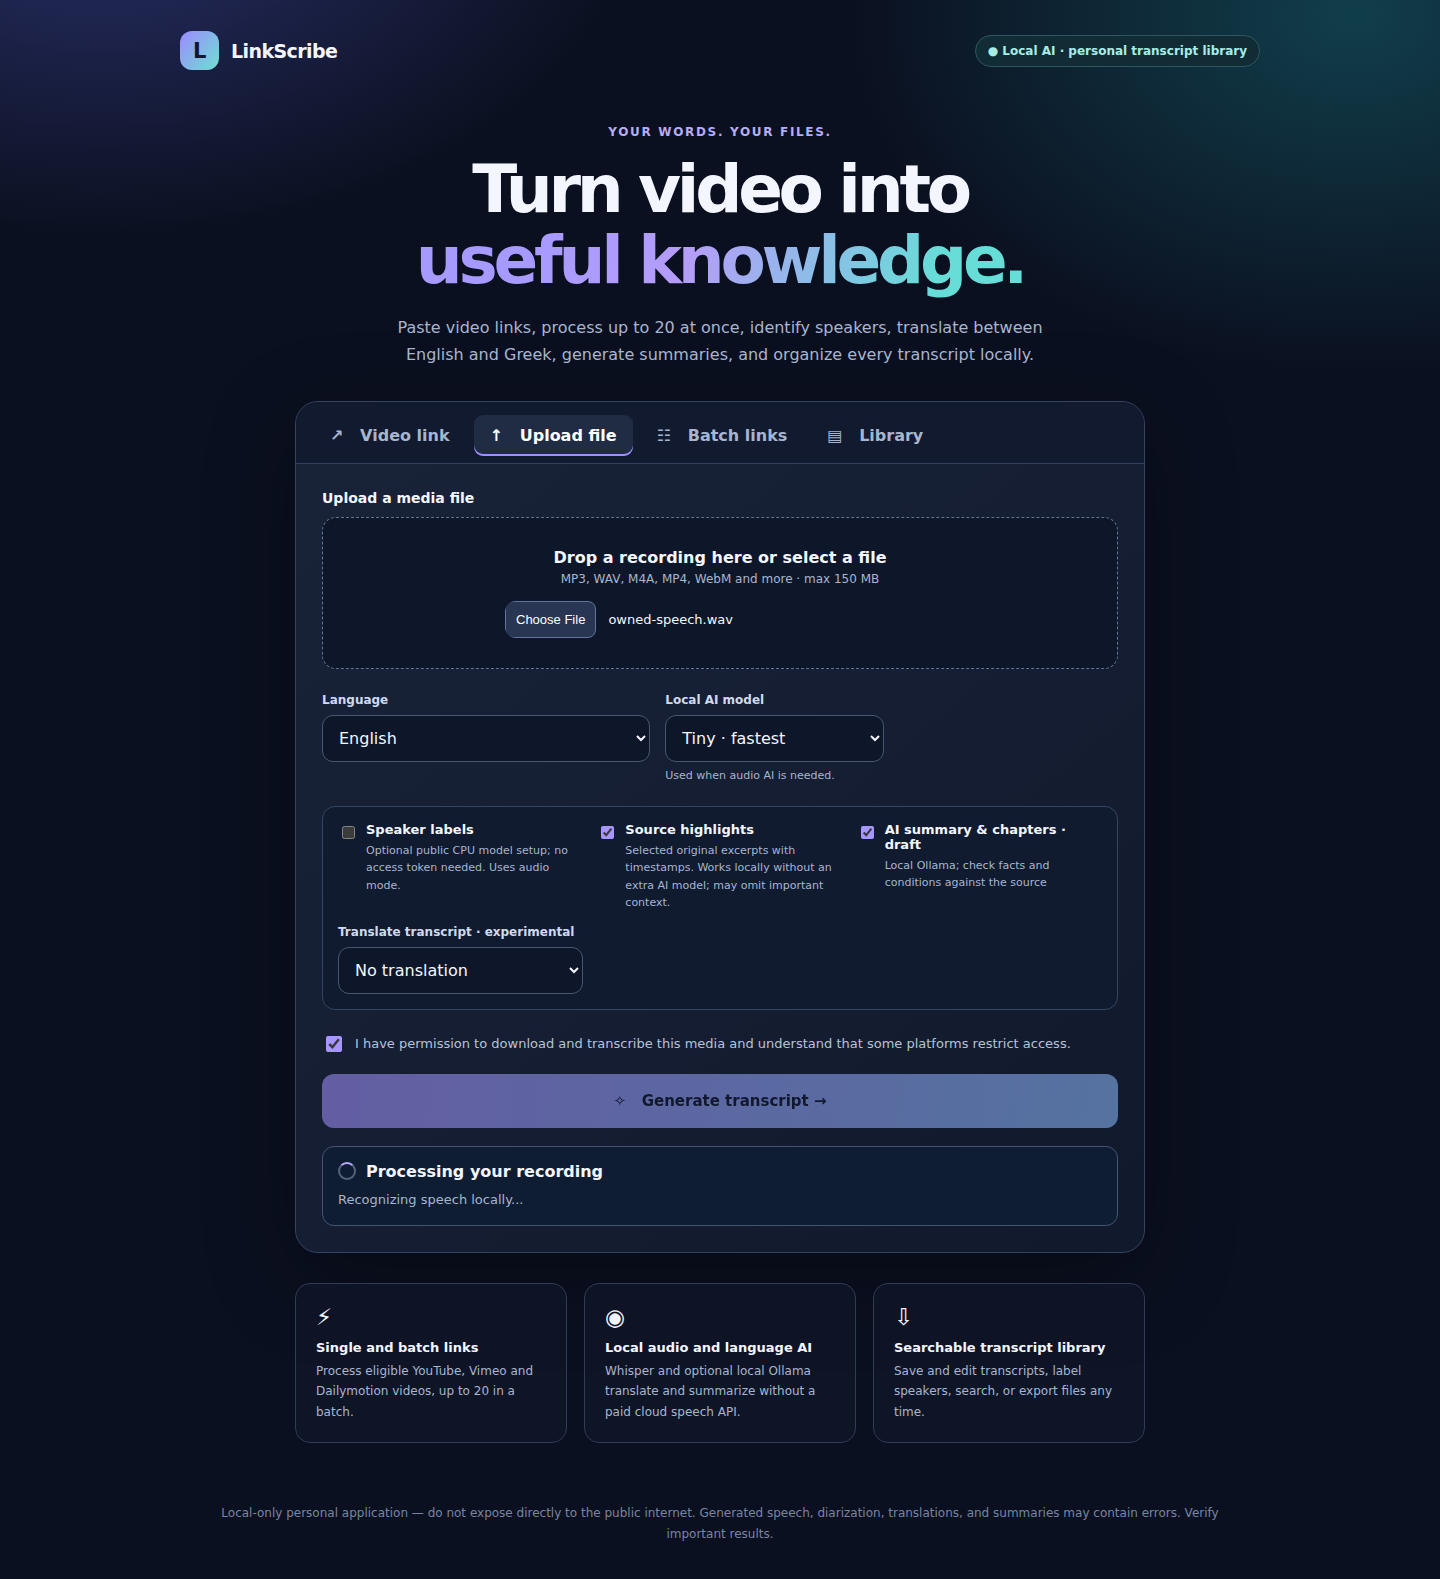 L LinkScribe
● Local AI · personal transcript library
YOUR WORDS. YOUR FILES.
Turn video into
useful knowledge.
Paste video links, process up to 20 at once, identify speakers, translate between
English and Greek, generate summaries, and organize every transcript locally.
↗ Video link
↑ Upload file
☷ Batch links
▤ Library
Upload a media file
Drop a recording here or select a file
MP3, WAV, M4A, MP4, WebM and more · max 150 MB
Choose File owned-speech.wav
Language
English
Local AI model
Tiny · fastest
Used when audio AI is needed.
Speaker labels
Optional public CPU model setup; no
access token needed. Uses audio
mode.
Source highlights
Selected original excerpts with
timestamps. Works locally without an
extra AI model; may omit important
context.
AI summary & chapters ·
draft
Local Ollama; check facts and
conditions against the source
Translate transcript · experimental
No translation
I have permission to download and transcribe this media and understand that some platforms restrict access.
✧ Generate transcript →
Processing your recording
Recognizing speech locally...
⚡
Single and batch links
Process eligible YouTube, Vimeo and
Dailymotion videos, up to 20 in a
batch.
◉
Local audio and language AI
Whisper and optional local Ollama
translate and summarize without a
paid cloud speech API.
⇩
Searchable transcript library
Save and edit transcripts, label
speakers, search, or export files any
time.
Local-only personal application — do not expose directly to the public internet. Generated speech, diarization, translations, and summaries may contain errors. Verify
important results.